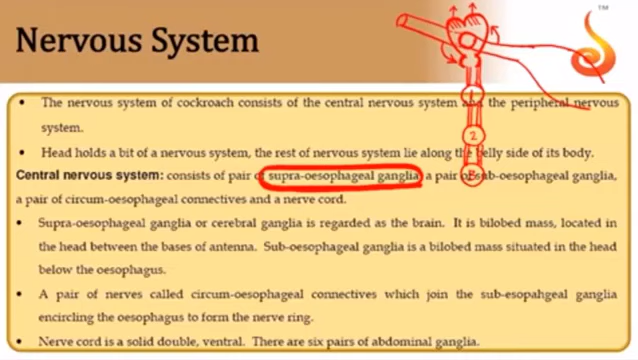 Nervous System
TM
The nervous system of cockroach consists of the central nervous system and the peripheral nervous
system.
Head holds a bit of a nervous system, the rest of nervous system lie along the belly side of its body.
Central nervous system: consists of pair of supra-oesophageal ganglia, a pair of sub-oesophageal ganglia,
a pair of circum-oesophageal connectives and a nerve cord.
Supra-oesophageal ganglia or cerebral ganglia is regarded as the brain. It is bilobed mass, located in
the head between the bases of antenna. Sub-oesophageal ganglia is a bilobed mass situated in the head
below the oesophagus.
A pair of nerves called circum-oesophageal connectives which join the sub-esopahgeal ganglia
encircling the oesophagus to form the nerve ring.
Nerve cord is a solid double, ventral. There are six pairs of abdominal ganglia.
1
2
3